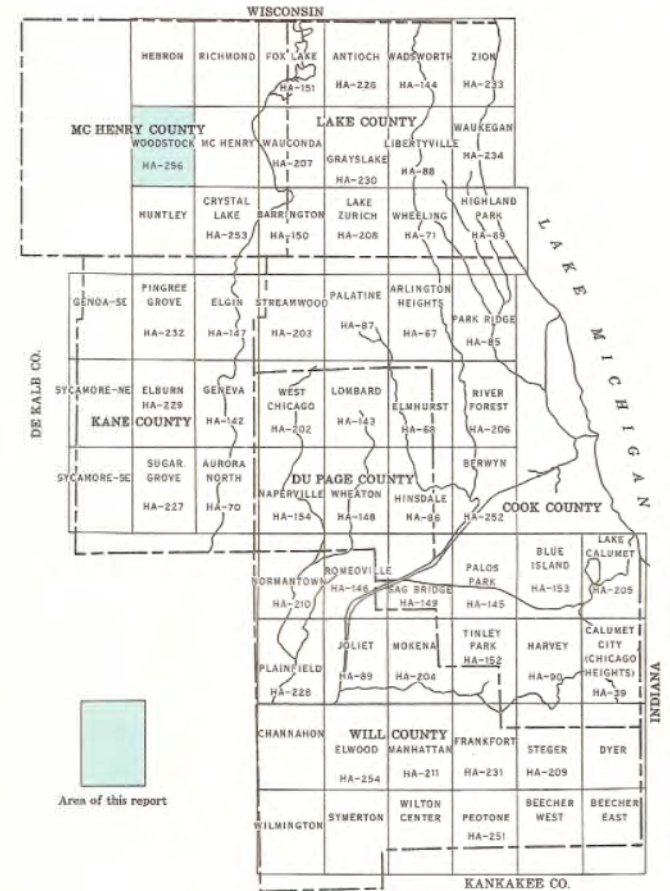 WISCONSIN
HEBRON
RICHMOND
FOX LAKE
HA-151
ANTIOCH
HA-226
WADSWORTH
HA-144
ZION
HA-233
MC HENRY COUNTY
LAKE COUNTY
WOODSTOCK
HA-256
MC HENRY
WAUCONDA
HA-207
GRAYSLAKE
HA-230
LIBERTYVILLE
HA-88
WAUKEGAN
HA-234
HUNTLEY
CRYSTAL
LAKE
HA-253
BARRINGTON
HA-150
LAKE
ZURICH
HA-208
WHEELING
HA-71
HIGHLAND
PARK
HA-69
LAKE MICHIGAN
GENOA-SE
PINGREE
GROVE
HA-232
ELGIN
HA-147
STREAMWOOD
HA-203
PALATINE
HA-87
ARLINGTON
HEIGHTS
HA-67
PARK RIDGE
HA-85
DE KALB CO.
SYCAMORE-NE
ELBURN
HA-229
KANE COUNTY
GENEVA
HA-142
WEST
CHICAGO
HA-202
LOMBARD
HA-143
ELMHURST
HA-68
RIVER
FOREST
HA-206
SYCAMORE-SE
SUGAR
GROVE
HA-227
AURORA
NORTH
HA-70
DU PAGE COUNTY
NAPERVILLE
HA-154
WHEATON
HA-148
HINSDALE
HA-86
BERWYN
HA-252
COOK COUNTY
NORMANTOWN
HA-210
ROMEOVILLE
HA-146
SAG BRIDGE
HA-149
PALOS
PARK
HA-145
BLUE
ISLAND
HA-153
LAKE
CALUMET
HA-205
PLAINFIELD
HA-228
JOLIET
HA-89
MOKENA
HA-204
TINLEY
PARK
HA-152
HARVEY
HA-90
CALUMET
CITY
(CHICAGO
HEIGHTS)
HA-39
INDIANA
CHANNAHON
WILL COUNTY
ELWOOD
HA-254
MANHATTAN
HA-211
FRANKFORT
HA-231
STEGER
HA-209
DYER
WILMINGTON
SYMERTON
WILTON
CENTER
PEOTONE
HA-251
BEECHER
WEST
BEECHER
EAST
KANKAKEE CO.
Area of this report